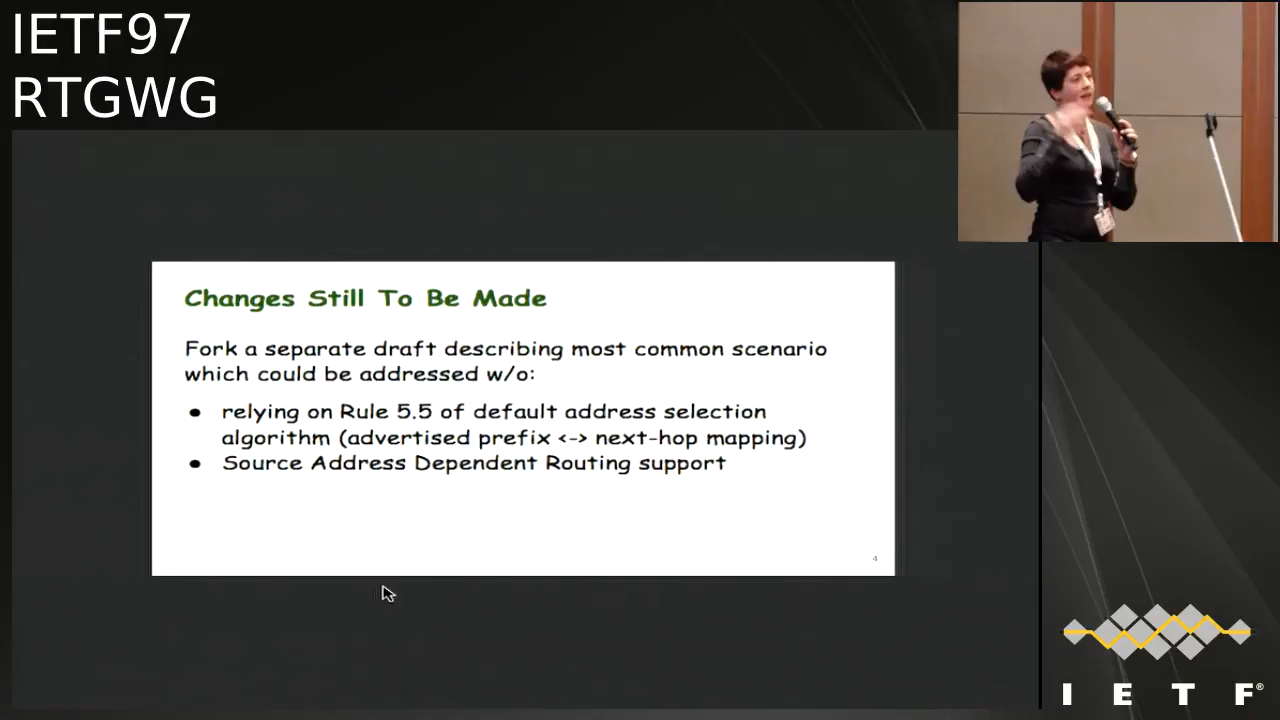 IETF97
RTGWG
Changes Still To Be Made
Fork a separate draft describing most common scenario
which could be addressed w/o:
• relying on Rule 5.5 of default address selection
algorithm (advertised prefix <-> next-hop mapping)
• Source Address Dependent Routing support
4
I E T F®